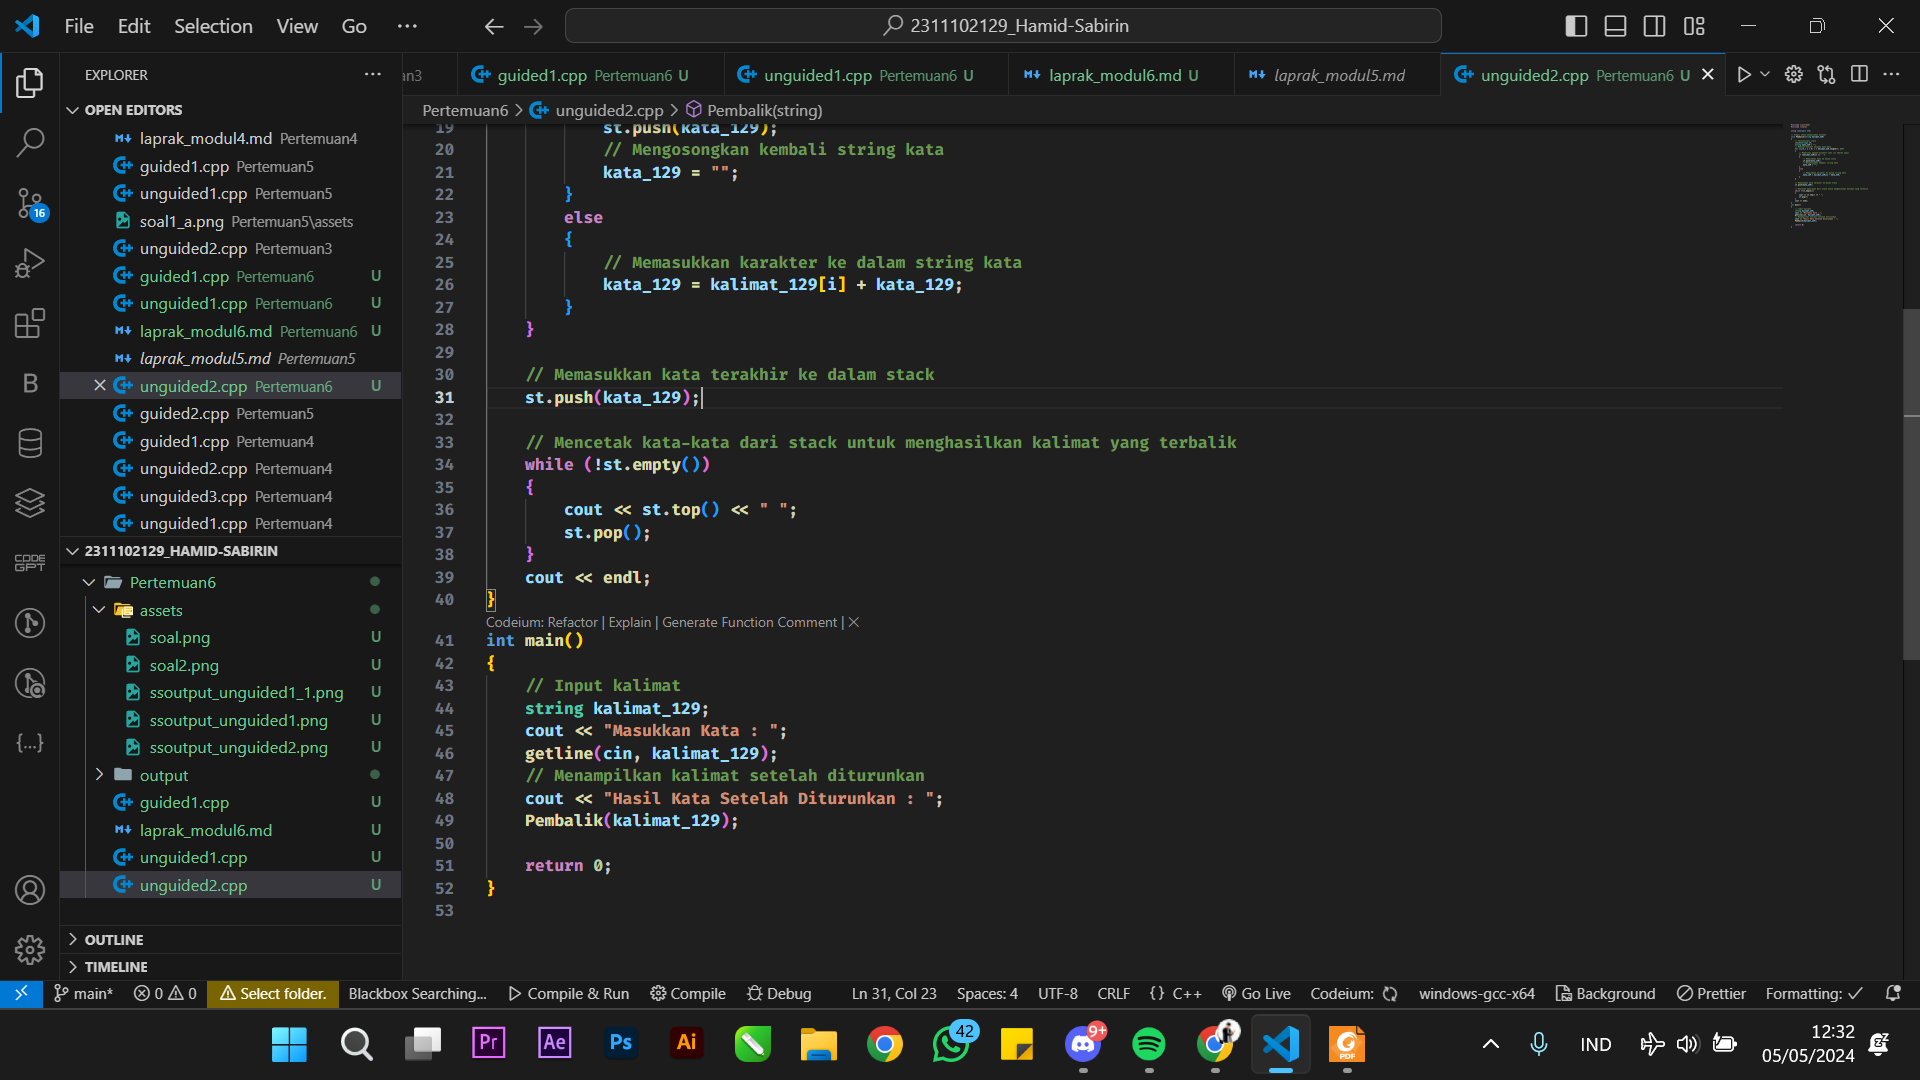 File Edit Selection View Go ··· 2311102129_Hamid-Sabirin
EXPLORER
an3 guided1.cpp Pertemuan6 U unguided1.cpp Pertemuan6 U laprak_modul6.md U laprak_modul5.md unguided2.cpp Pertemuan6 U
Pertemuan6 > unguided2.cpp > Pembalik(string)
OPEN EDITORS
laprak_modul4.md Pertemuan4
guided1.cpp Pertemuan5
unguided1.cpp Pertemuan5
soal1_a.png Pertemuan5\assets
unguided2.cpp Pertemuan3
guided1.cpp Pertemuan6 U
unguided1.cpp Pertemuan6 U
laprak_modul6.md Pertemuan6 U
laprak_modul5.md Pertemuan5
unguided2.cpp Pertemuan6 U
guided2.cpp Pertemuan5
guided1.cpp Pertemuan4
unguided2.cpp Pertemuan4
unguided3.cpp Pertemuan4
unguided1.cpp Pertemuan4
2311102129_HAMID-SABIRIN
Pertemuan6
assets
soal.png U
soal2.png U
ssoutput_unguided1_1.png U
ssoutput_unguided1.png U
ssoutput_unguided2.png U
output
guided1.cpp U
laprak_modul6.md U
unguided1.cpp U
unguided2.cpp U
OUTLINE
TIMELINE
16
B
CODE
GPT
{...}
19 st.push(kata_129);
20 // Mengosongkan kembali string kata
21 kata_129 = "";
22 }
23 else
24 {
25 // Memasukkan karakter ke dalam string kata
26 kata_129 = kalimat_129[i] + kata_129;
27 }
28 }
29
30 // Memasukkan kata terakhir ke dalam stack
31 st.push(kata_129);
32
33 // Mencetak kata-kata dari stack untuk menghasilkan kalimat yang terbalik
34 while (!st.empty())
35 {
36 cout << st.top() << " ";
37 st.pop();
38 }
39 cout << endl;
40 }
Codeium: Refactor | Explain | Generate Function Comment | ×
41 int main()
42 {
43 // Input kalimat
44 string kalimat_129;
45 cout << "Masukkan Kata : ";
46 getline(cin, kalimat_129);
47 // Menampilkan kalimat setelah diturunkan
48 cout << "Hasil Kata Setelah Diturunkan : ";
49 Pembalik(kalimat_129);
50
51 return 0;
52 }
53
main* 0 0 Select folder. Blackbox Searching... Compile & Run Compile Debug Ln 31, Col 23 Spaces: 4 UTF-8 CRLF {} C++ Go Live Codeium: windows-gcc-x64 Background Prettier Formatting: ✓
Pr Ae Ps Ai 42 9+ PDF IND 12:32
05/05/2024